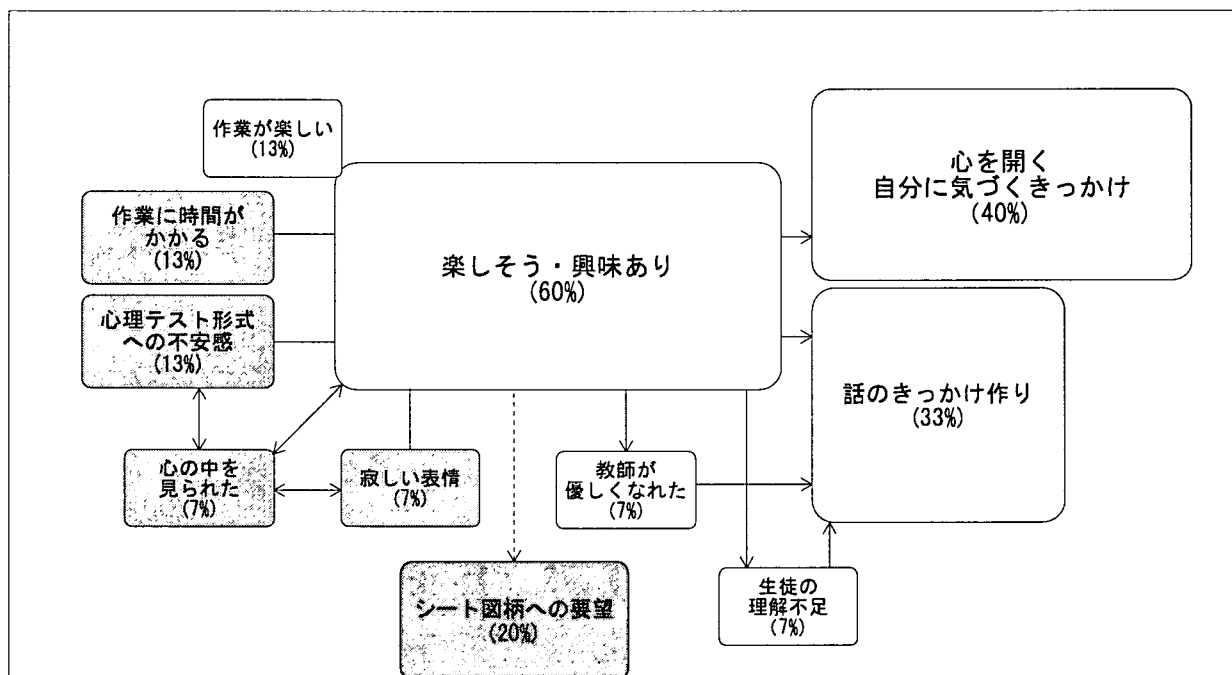 作業が楽しい
(13%)
心を開く
自分に気づくきっかけ
(40%)
作業に時間が
かかる
(13%)
楽しそう・興味あり
(60%)
心理テスト形式
への不安感
(13%)
話のきっかけ作り
(33%)
心の中を
見られた
(7%)
寂しい表情
(7%)
教師が
優しくなれた
(7%)
シート図柄への要望
(20%)
生徒の
理解不足
(7%)